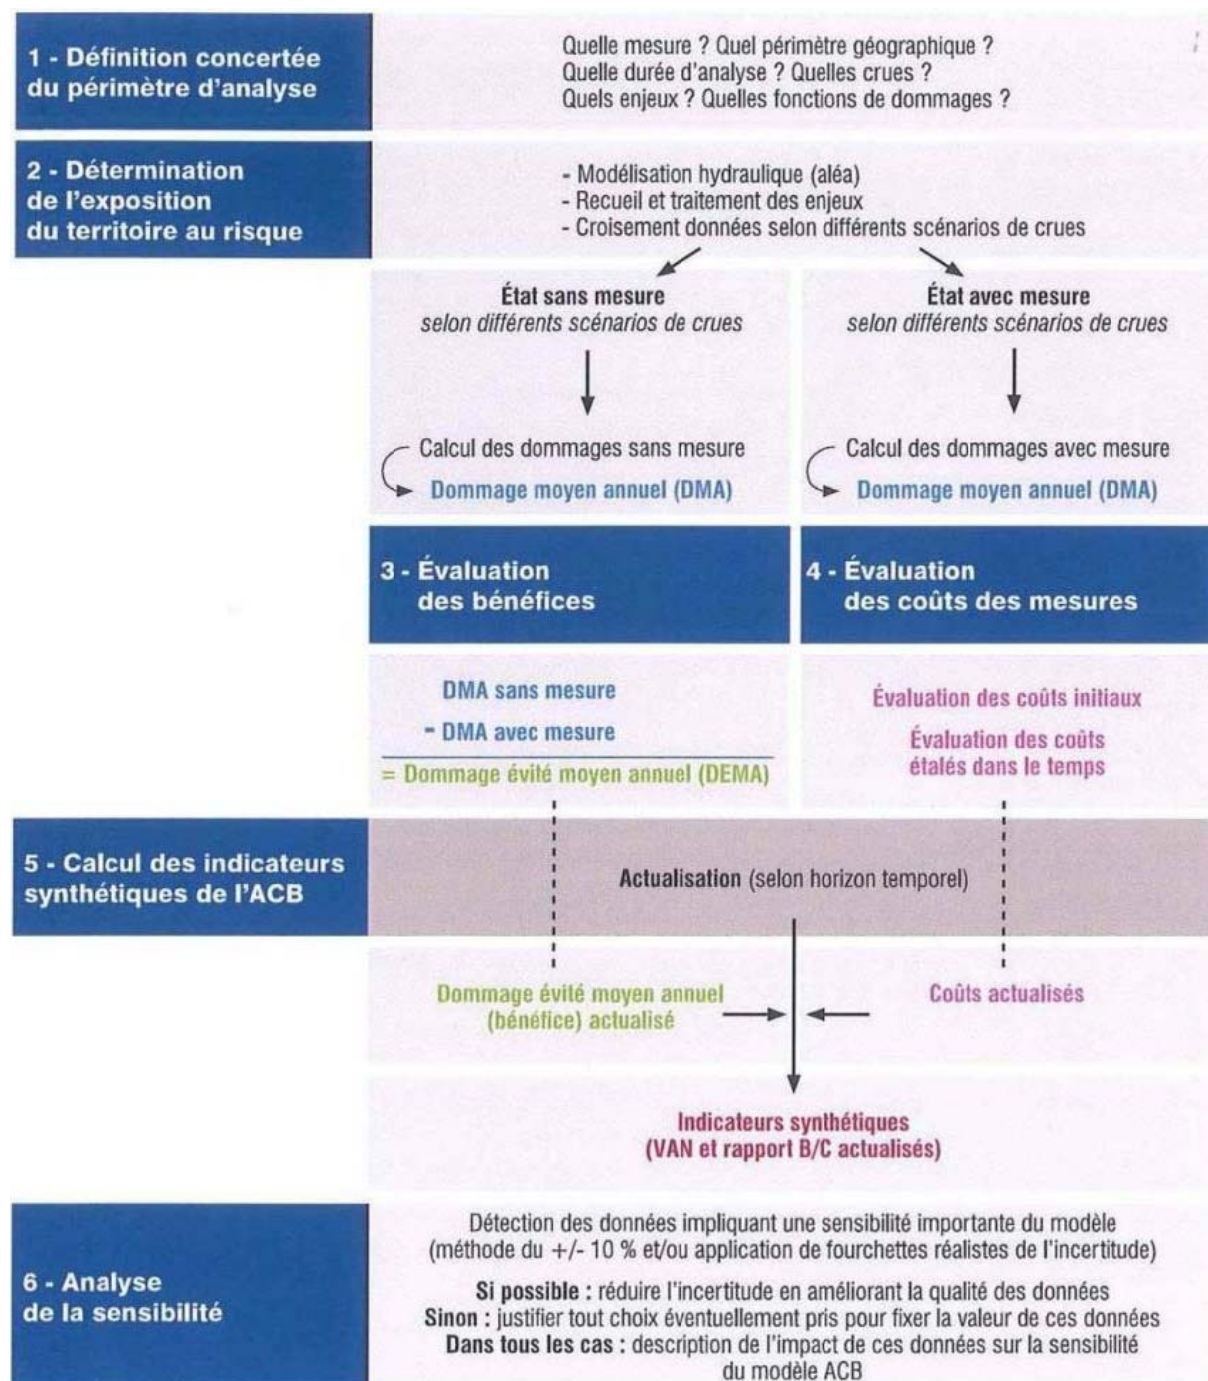 1 - Définition concertée
du périmètre d'analyse
Quelle mesure ? Quel périmètre géographique ?
Quelle durée d'analyse ? Quelles crues ?
Quels enjeux ? Quelles fonctions de dommages ?
2 - Détermination
de l'exposition
du territoire au risque
- Modélisation hydraulique (aléa)
- Recueil et traitement des enjeux
- Croisement données selon différents scénarios de crues
État sans mesure
selon différents scénarios de crues
Calcul des dommages sans mesure
Dommage moyen annuel (DMA)
État avec mesure
selon différents scénarios de crues
Calcul des dommages avec mesure
Dommage moyen annuel (DMA)
3 - Évaluation
des bénéfices
4 - Évaluation
des coûts des mesures
DMA sans mesure
- DMA avec mesure
= Dommage évité moyen annuel (DEMA)
Évaluation des coûts initiaux
Évaluation des coûts
étalés dans le temps
5 - Calcul des indicateurs
synthétiques de l'ACB
Actualisation (selon horizon temporel)
Dommage évité moyen annuel
(bénéfice) actualisé
Coûts actualisés
Indicateurs synthétiques
(VAN et rapport B/C actualisés)
6 - Analyse
de la sensibilité
Détection des données impliquant une sensibilité importante du modèle
(méthode du +/- 10 % et/ou application de fourchettes réalistes de l'incertitude)
Si possible : réduire l'incertitude en améliorant la qualité des données
Sinon : justifier tout choix éventuellement pris pour fixer la valeur de ces données
Dans tous les cas : description de l'impact de ces données sur la sensibilité
du modèle ACB